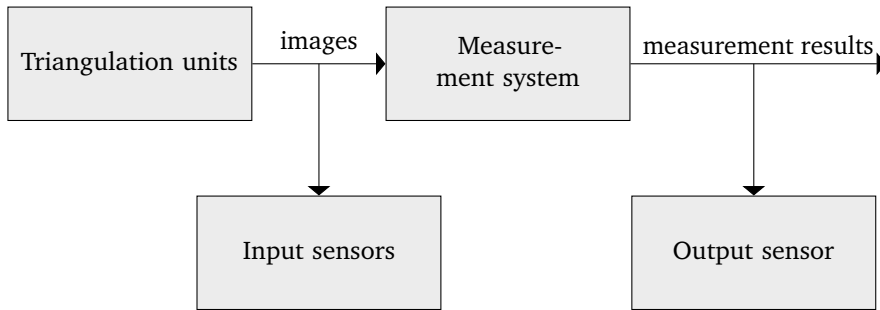 images
measurement results
Triangulation units
Measure-
ment system
Input sensors
Output sensor